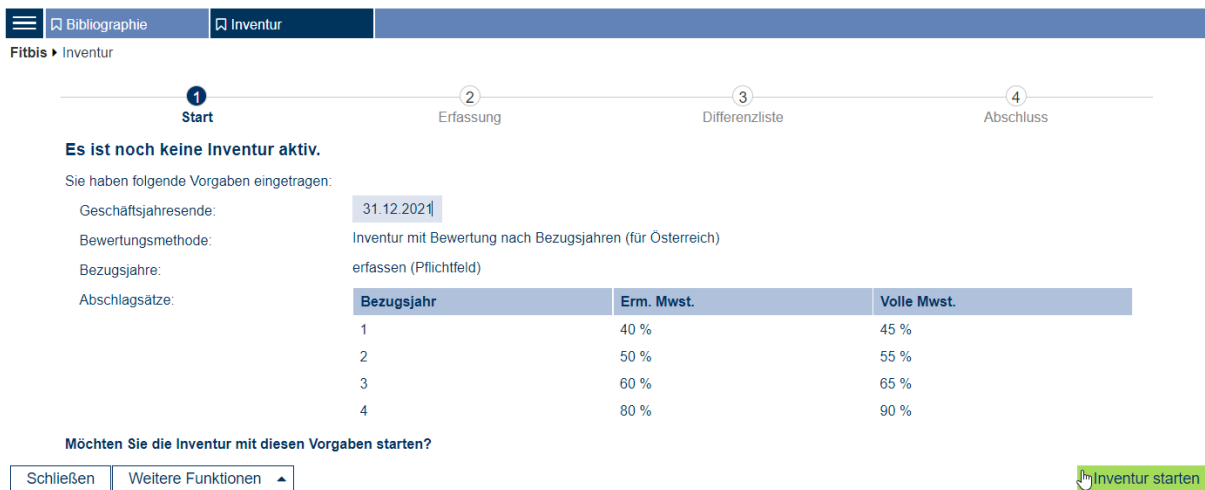 Bibliographie Inventur
Fitbis Inventur
1 2 3 4
Start Erfassung Differenzliste Abschluss
Es ist noch keine Inventur aktiv.
Sie haben folgende Vorgaben eingetragen:
Geschäftsjahresende: 31.12.2021
Bewertungsmethode: Inventur mit Bewertung nach Bezugsjahren (für Österreich)
Bezugsjahre: erfassen (Pflichtfeld)
Abschlagsätze: Bezugsjahr Erm. Mwst. Volle Mwst.
1 40 % 45 %
2 50 % 55 %
3 60 % 65 %
4 80 % 90 %
Möchten Sie die Inventur mit diesen Vorgaben starten?
Schließen Weitere Funktionen Inventur starten